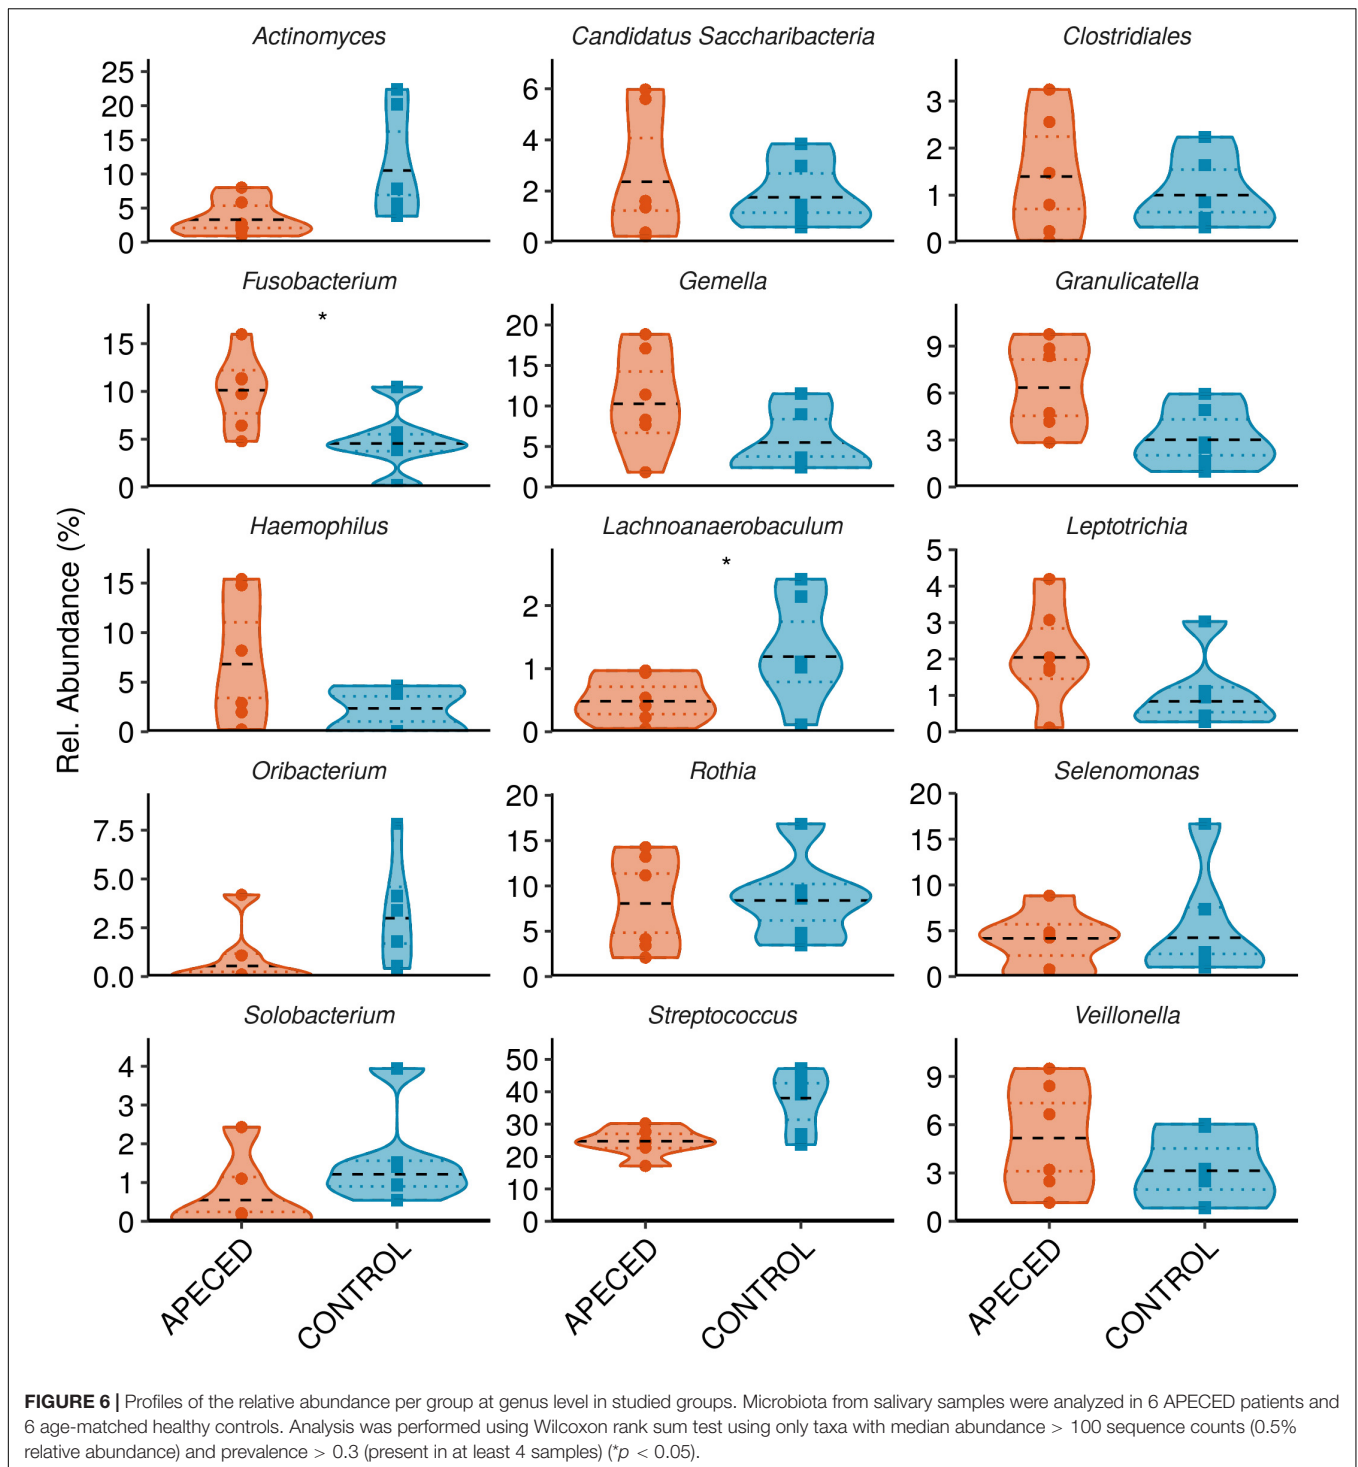 Actinomyces
Candidatus Saccharibacteria
Clostridiales
25
20
15
10
5
0
6
4
2
0
3
2
1
0
Fusobacterium
Gemella
Granulicatella
*
15
10
5
0
20
15
10
5
0
9
6
3
0
Rel. Abundance (%)
Haemophilus
Lachnoanaerobaculum
Leptotrichia
*
15
10
5
0
2
1
0
5
4
3
2
1
0
Oribacterium
Rothia
Selenomonas
7.5
5.0
2.5
0.0
20
15
10
5
0
20
15
10
5
0
Solobacterium
Streptococcus
Veillonella
4
3
2
1
0
50
40
30
20
10
0
9
6
3
0
APECED
CONTROL
APECED
CONTROL
APECED
CONTROL
FIGURE 6 | Profiles of the relative abundance per group at genus level in studied groups. Microbiota from salivary samples were analyzed in 6 APECED patients and
6 age-matched healthy controls. Analysis was performed using Wilcoxon rank sum test using only taxa with median abundance > 100 sequence counts (0.5%
relative abundance) and prevalence > 0.3 (present in at least 4 samples) (*p < 0.05).